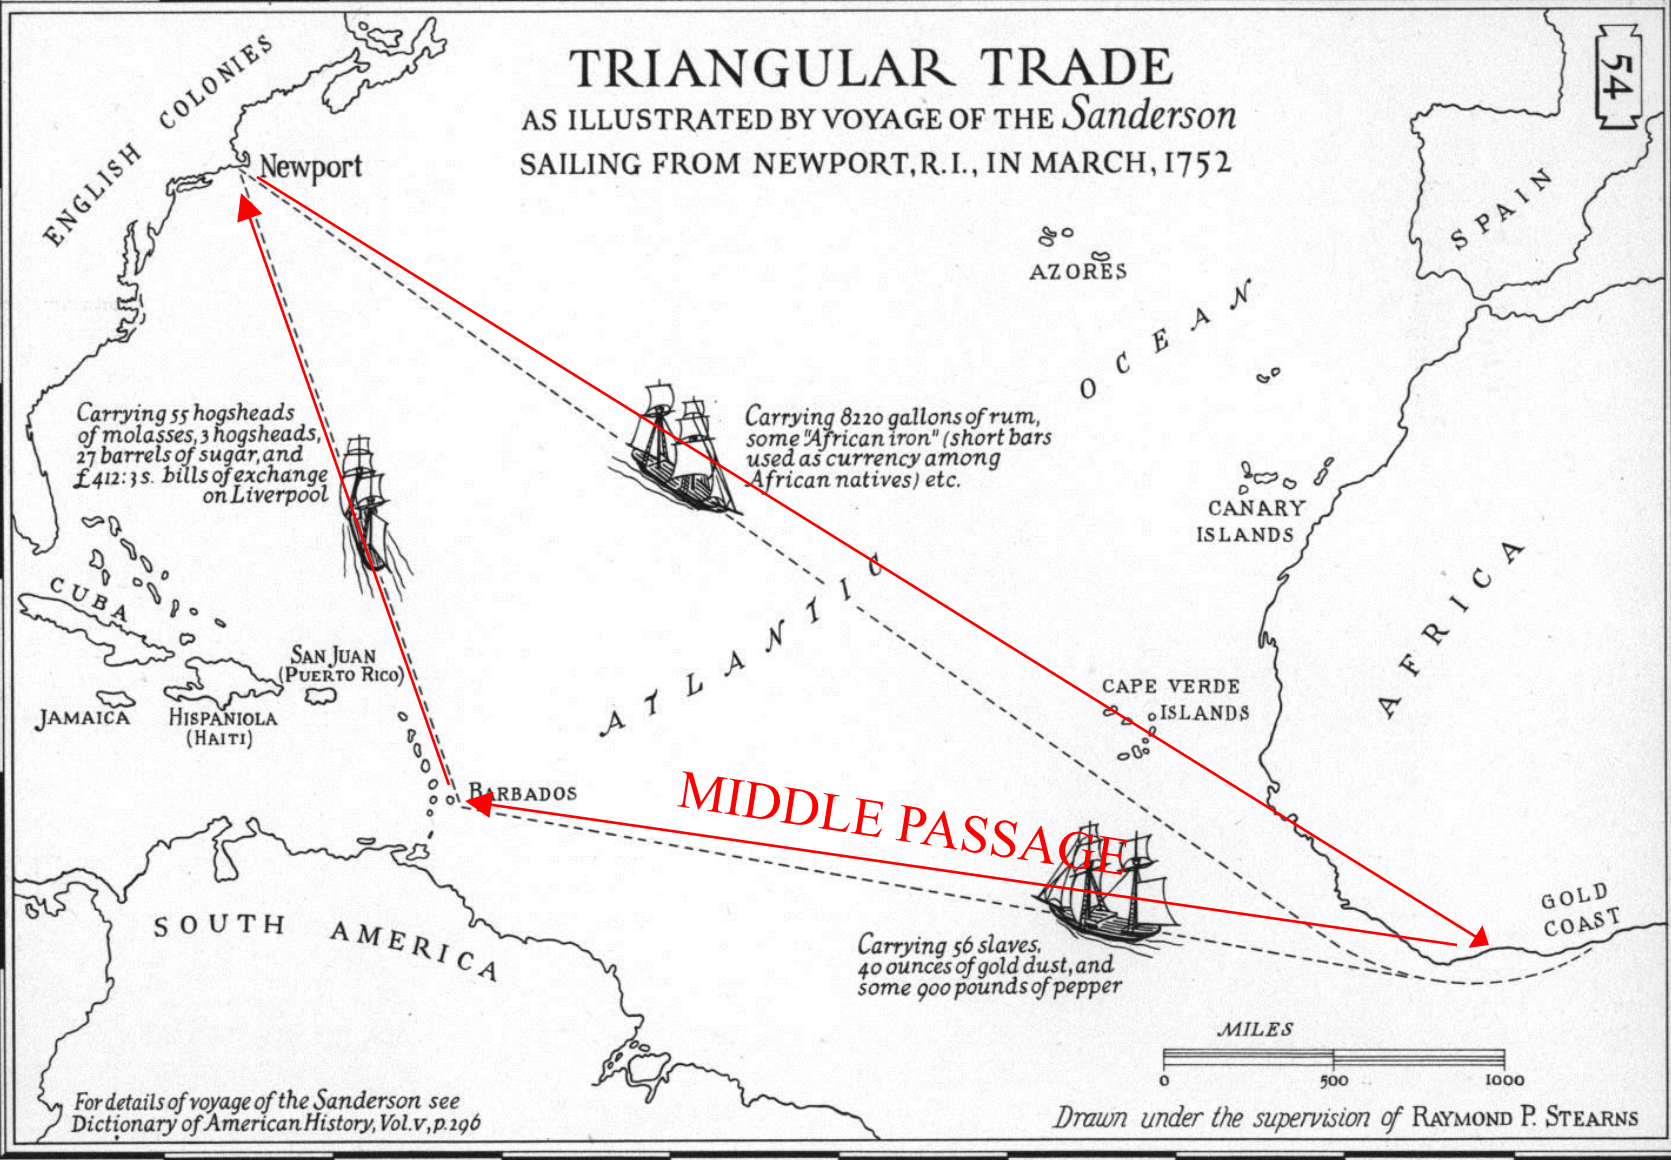 TRIANGULAR TRADE
AS ILLUSTRATED BY VOYAGE OF THE Sanderson
SAILING FROM NEWPORT, R.I., IN MARCH, 1752
54
ENGLISH COLONIES
Newport
SPAIN
AZORES
ATLANTIC OCEAN
Carrying 55 hogsheads
of molasses, 3 hogsheads,
27 barrels of sugar, and
£412:3s. bills of exchange
on Liverpool
Carrying 8220 gallons of rum,
some "African iron" (short bars
used as currency among
African natives) etc.
CANARY
ISLANDS
AFRICA
CUBA
SAN JUAN
(PUERTO RICO)
JAMAICA
HISPANIOLA
(HAITI)
CAPE VERDE
ISLANDS
BARBADOS
MIDDLE PASSAGE
GOLD
COAST
SOUTH AMERICA
Carrying 56 slaves,
40 ounces of gold dust, and
some 900 pounds of pepper
MILES
0 500 1000
For details of voyage of the Sanderson see
Dictionary of American History, Vol. v, p. 296
Drawn under the supervision of RAYMOND P. STEARNS